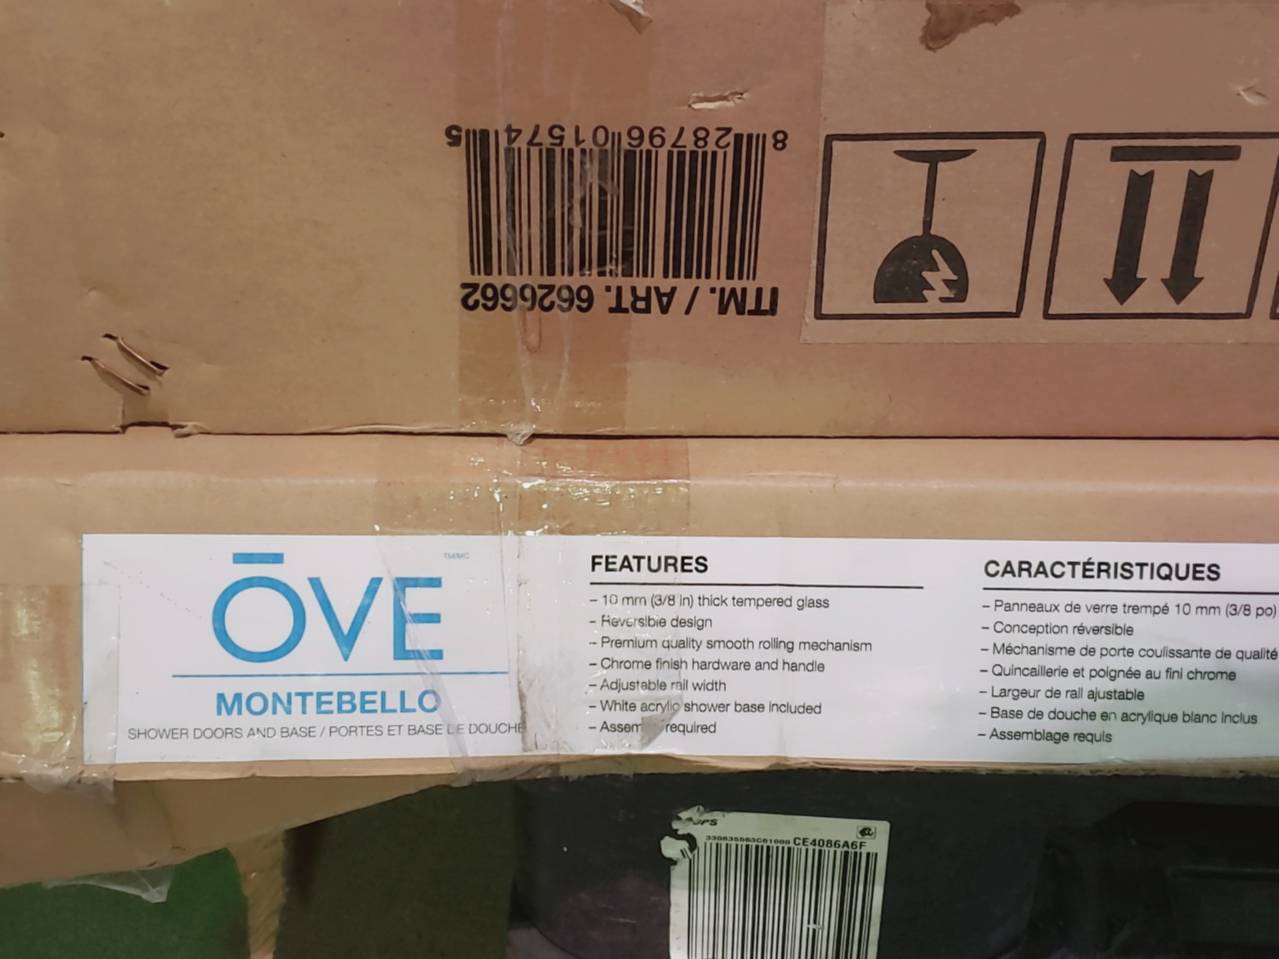 8 28796 01574 5
ITM. / ART. 6626662
ŌVE
TM/MC
MONTEBELLO
SHOWER DOORS AND BASE / PORTES ET BASE DE DOUCHE
FEATURES
– 10 mm (3/8 in) thick tempered glass
– Reversible design
– Premium quality smooth rolling mechanism
– Chrome finish hardware and handle
– Adjustable rail width
– White acrylic shower base included
– Assem required
CARACTÉRISTIQUES
– Panneaux de verre trempé 10 mm (3/8 po)
– Conception réversible
– Méchanisme de porte coulissante de qualité
– Quincaillerie et poignée au fini chrome
– Largeur de rail ajustable
– Base de douche en acrylique blanc inclus
– Assemblage requis
CE4086A6F